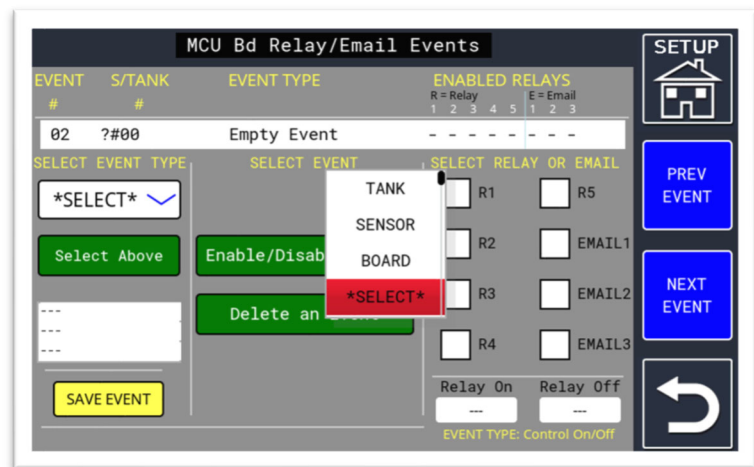 MCU Bd Relay/Email Events
SETUP
EVENT S/TANK EVENT TYPE ENABLED RELAYS
# # R = Relay E = Email
1 2 3 4 5 1 2 3
02 ?#00 Empty Event - - - - - - - -
SELECT EVENT TYPE SELECT EVENT SELECT RELAY OR EMAIL
*SELECT*
TANK
SENSOR
BOARD
*SELECT*
R1 R5
R2 EMAIL1
R3 EMAIL2
R4 EMAIL3
Select Above
Enable/Disab
Delete an
---
---
---
SAVE EVENT
Relay On Relay Off
--- ---
EVENT TYPE: Control On/Off
PREV
EVENT
NEXT
EVENT